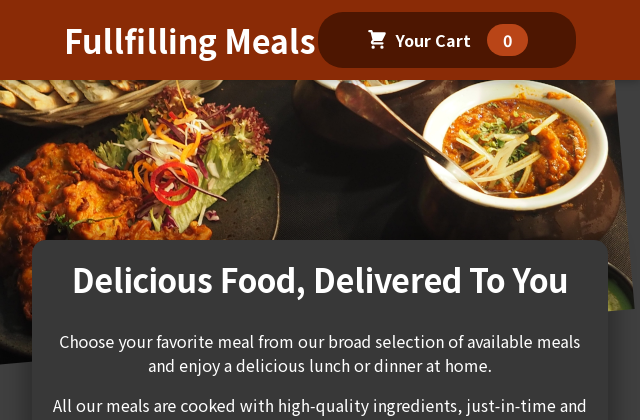 Fullfilling Meals
Your Cart 0
Delicious Food, Delivered To You
Choose your favorite meal from our broad selection of available meals
and enjoy a delicious lunch or dinner at home.
All our meals are cooked with high-quality ingredients, just-in-time and